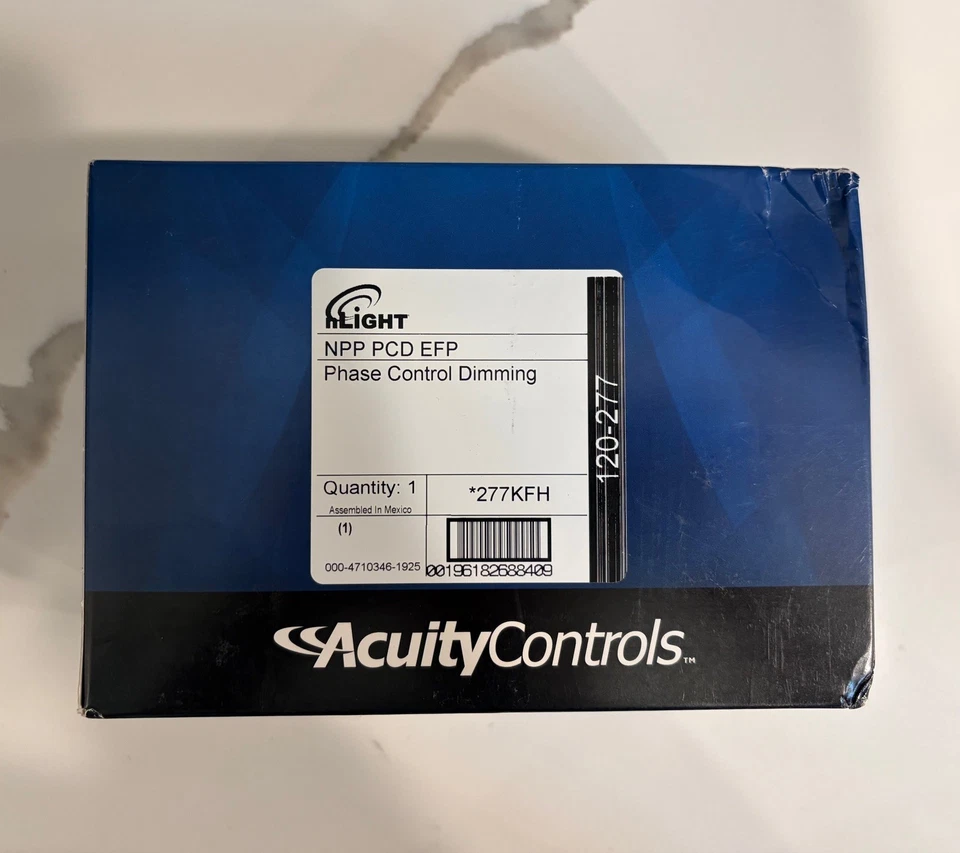 nLIGHT
NPP PCD EFP
Phase Control Dimming
120-277
Quantity: 1
Assembled In Mexico
*277KFH
(1)
000-4710346-1925
00196182688409
AcuityControls™